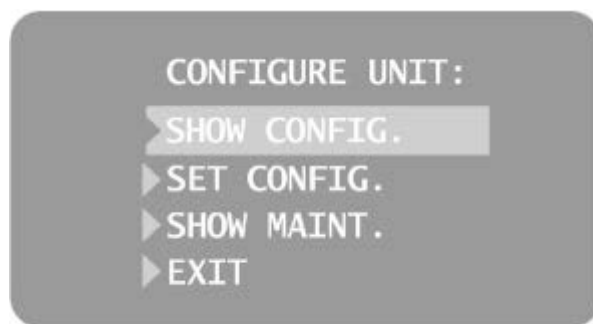 CONFIGURE UNIT:
SHOW CONFIG.
SET CONFIG.
SHOW MAINT.
EXIT